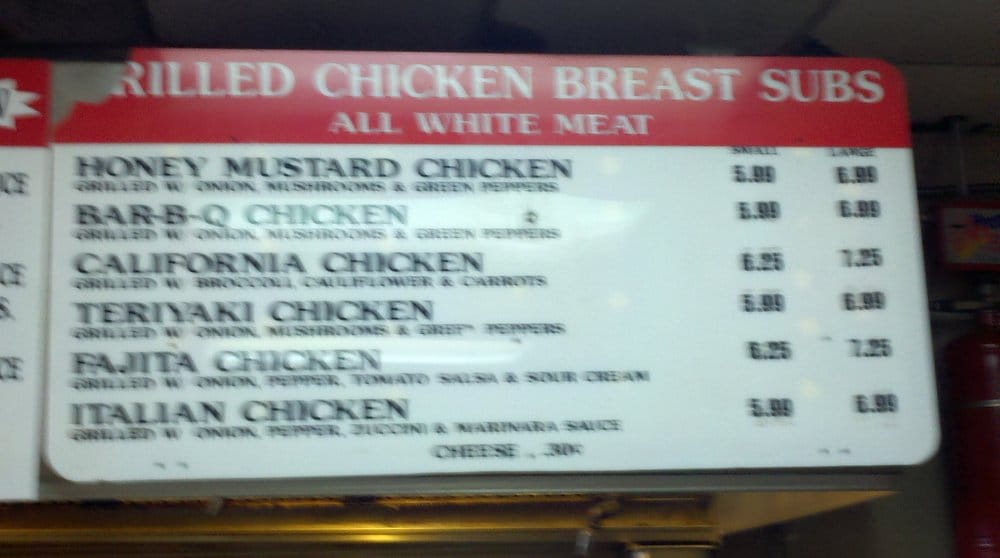 RILLED CHICKEN BREAST SUBS
ALL WHITE MEAT
SMALL LARGE
HONEY MUSTARD CHICKEN 5.99 6.99
GRILLED W/ ONION, MUSHROOMS & GREEN PEPPERS
BAR-B-Q CHICKEN 5.99 6.99
GRILLED W/ ONION, MUSHROOMS & GREEN PEPPERS
CALIFORNIA CHICKEN 6.25 7.25
GRILLED W/ BROCCOLI, CAULIFLOWER & CARROTS
TERIYAKI CHICKEN 5.99 6.99
GRILLED W/ ONION, MUSHROOMS & GREE PEPPERS
FAJITA CHICKEN 6.25 7.25
GRILLED W/ ONION, PEPPER, TOMATO SALSA & SOUR CREAM
ITALIAN CHICKEN 5.99 6.99
GRILLED W/ ONION, PEPPER, ZUCCINI & MARINARA SAUCE
CHEESE .30¢